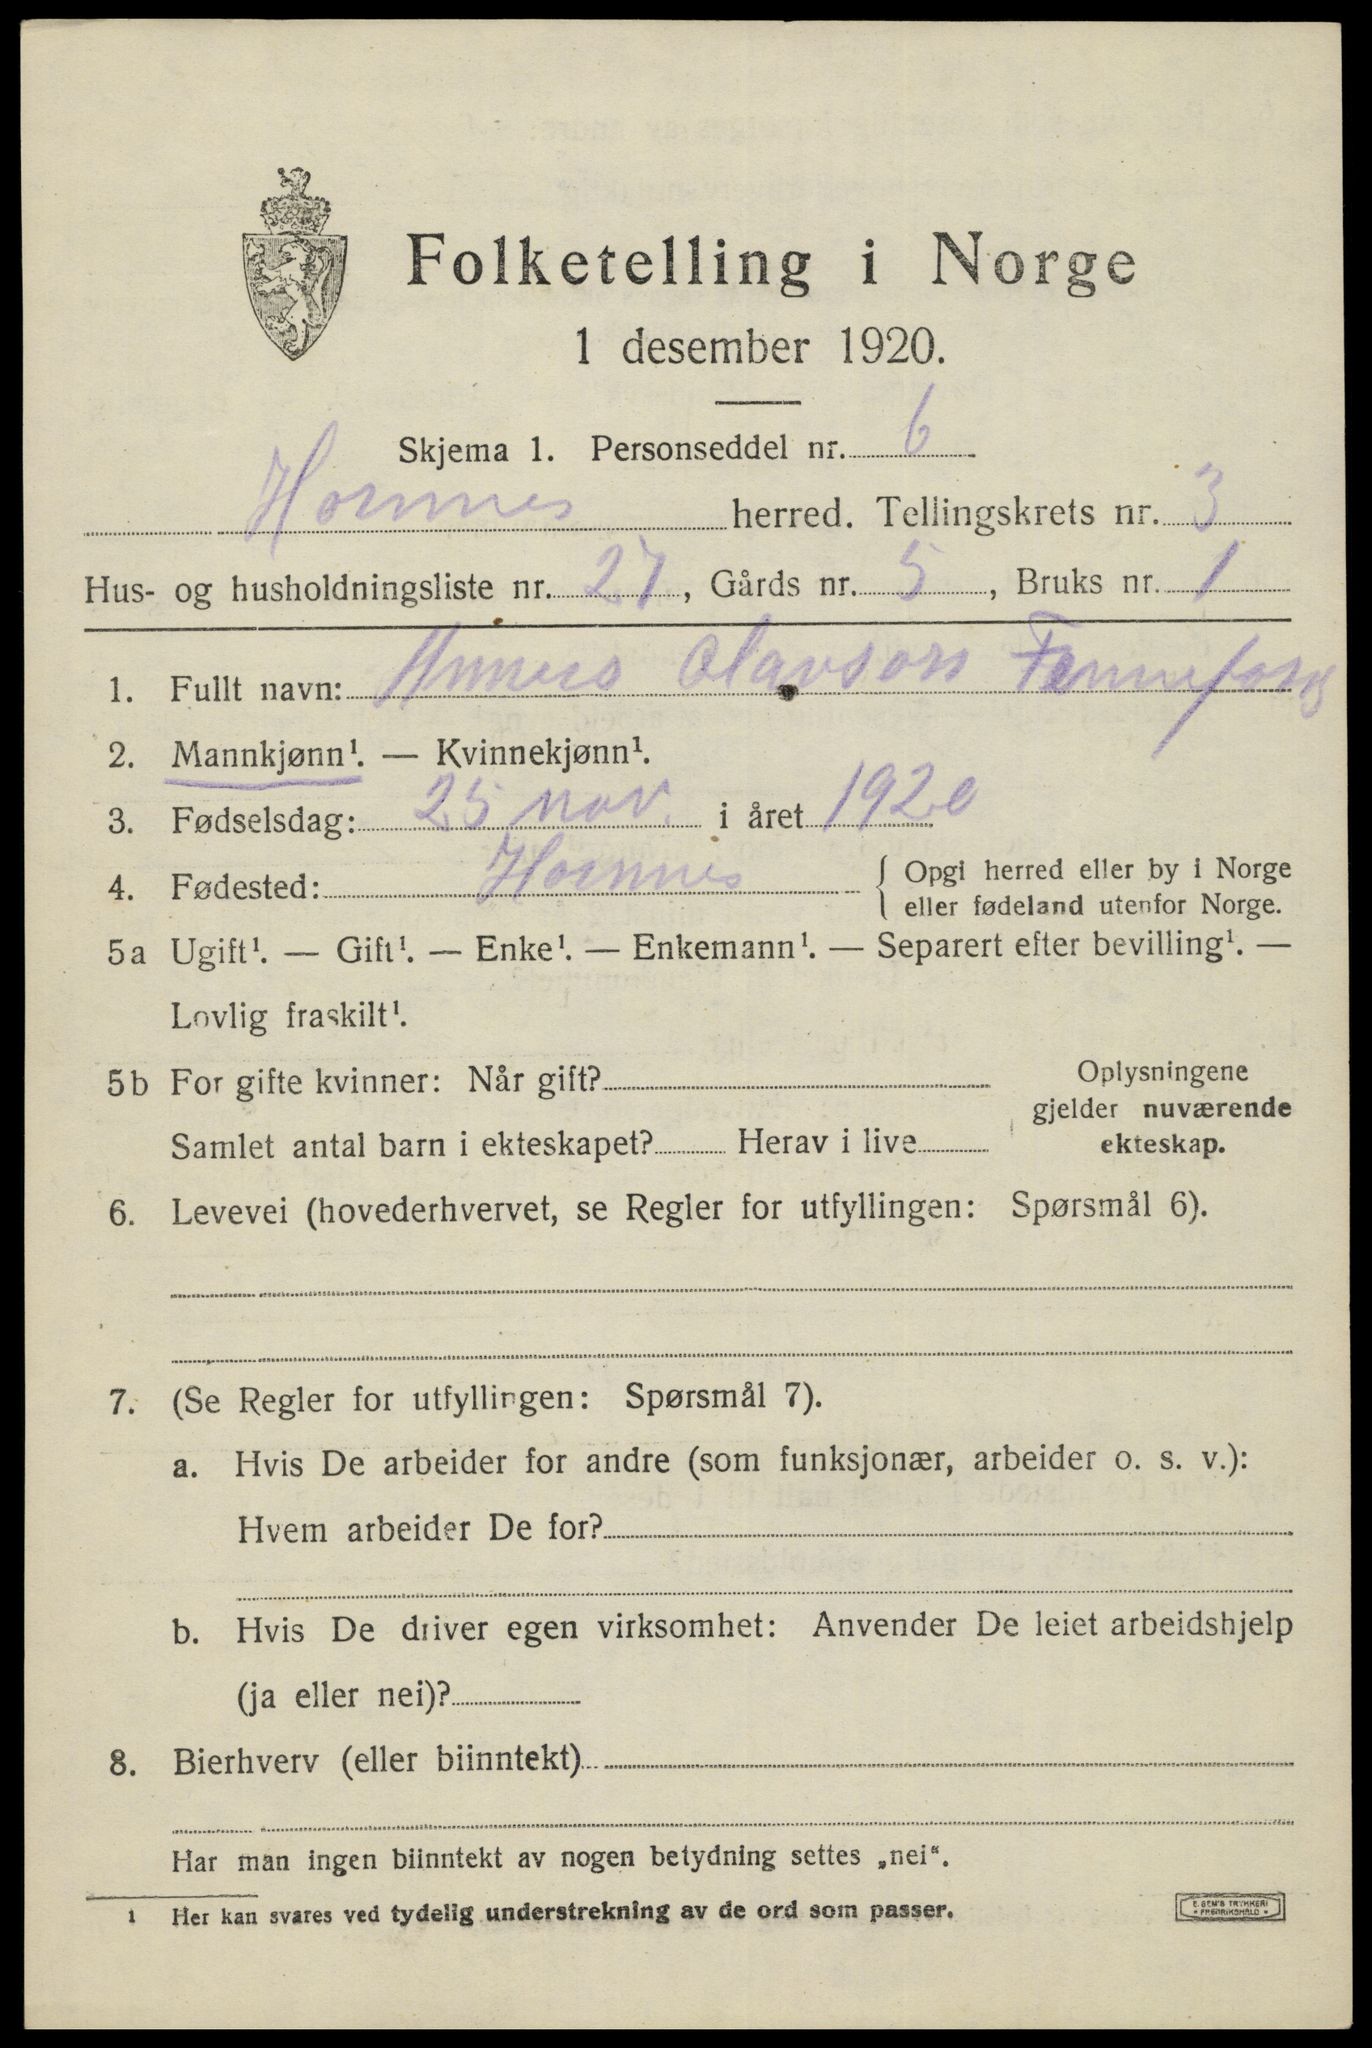 Folketelling i Norge
1 desember 1920.
Skjema 1. Personseddel nr. 6
Hornnes herred. Tellingskrets nr. 3
Hus- og husholdningsliste nr. 27, Gårds nr. 5, Bruks nr. 1
1. Fullt navn: Olavson
2. Mannkjønn¹. — Kvinnekjønn¹.
3. Fødselsdag: 25 nov. i året 1920
4. Fødested: Hornnes { Opgi herred eller by i Norge
eller fødeland utenfor Norge.
5a Ugift¹. — Gift¹. — Enke¹. — Enkemann¹. — Separert efter bevilling¹. —
Lovlig fraskilt¹.
5b For gifte kvinner: Når gift?
Samlet antal barn i ekteskapet? Herav i live
Oplysningene
gjelder nuværende
ekteskap.
6. Levevei (hovederhvervet, se Regler for utfyllingen: Spørsmål 6).
7. (Se Regler for utfyllingen: Spørsmål 7).
a. Hvis De arbeider for andre (som funksjonær, arbeider o. s. v.):
Hvem arbeider De for?
b. Hvis De driver egen virksomhet: Anvender De leiet arbeidshjelp
(ja eller nei)?
8. Bierhverv (eller biinntekt)
Har man ingen biinntekt av nogen betydning settes „nei“.
1 Her kan svares ved tydelig understrekning av de ord som passer.
E. SEM'S TRYKKERI
• FREDRIKSHALD •